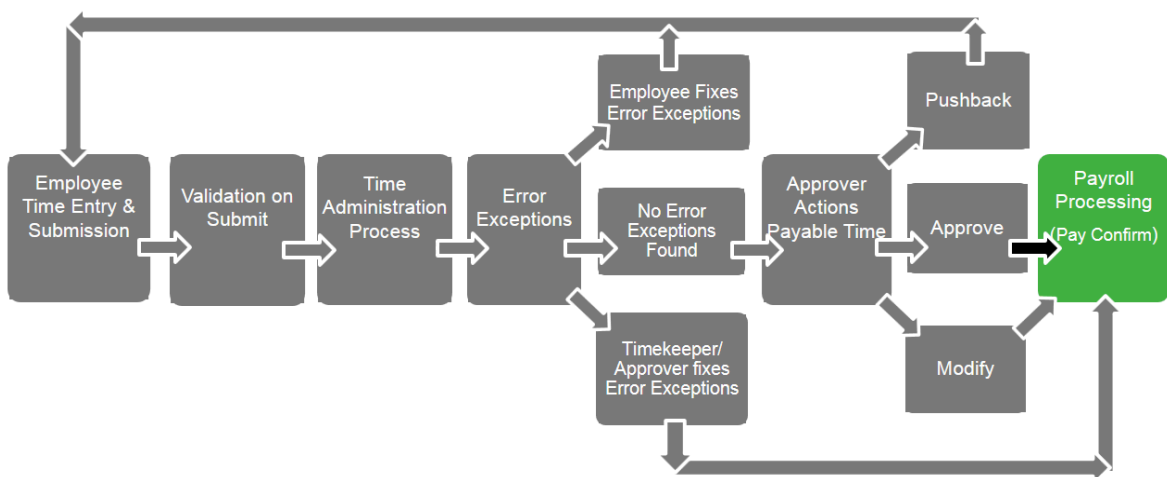 Employee
Time Entry &
Submission
Validation on
Submit
Time
Administration
Process
Error
Exceptions
Employee Fixes
Error Exceptions
No Error
Exceptions
Found
Timekeeper/
Approver fixes
Error Exceptions
Approver
Actions
Payable Time
Pushback
Approve
Modify
Payroll
Processing
(Pay Confirm)